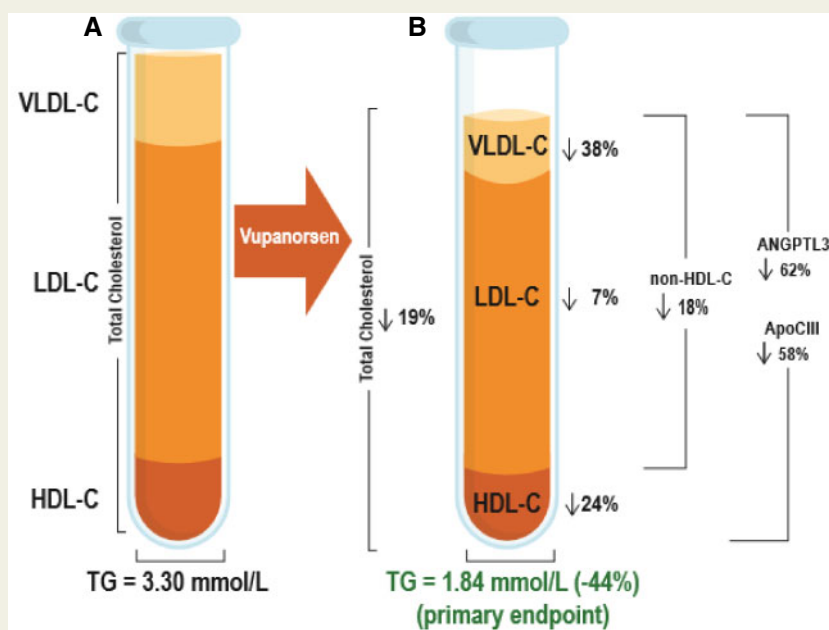 A
VLDL-C
LDL-C
HDL-C
Total Cholesterol
TG = 3.30 mmol/L
Vupanorsen
B
Total Cholesterol
↓ 19%
VLDL-C ↓ 38%
LDL-C ↓ 7%
HDL-C ↓ 24%
non-HDL-C
↓ 18%
ANGPTL3
↓ 62%
ApoCIII
↓ 58%
TG = 1.84 mmol/L (-44%)
(primary endpoint)